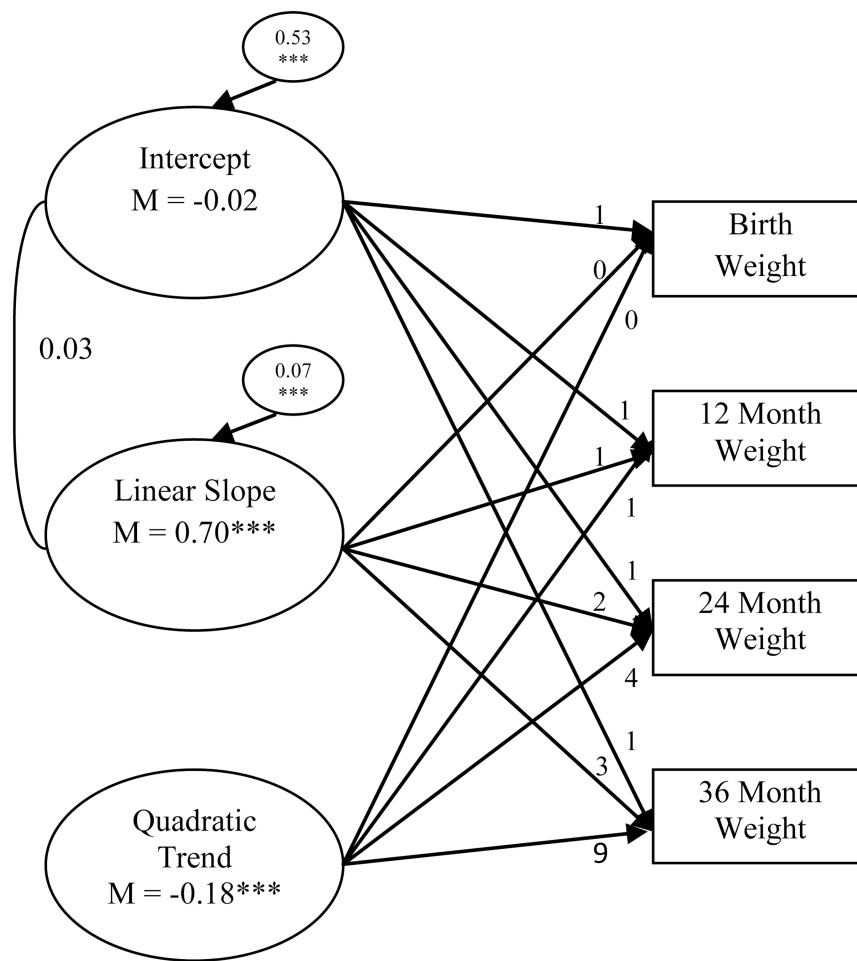 0.53
***
Intercept
M = -0.02
1
Birth
Weight
0
0
0.03
0.07
***
1
12 Month
Weight
1
Linear Slope
M = 0.70***
1
1
24 Month
Weight
2
4
1
3
36 Month
Weight
Quadratic
Trend
M = -0.18***
9